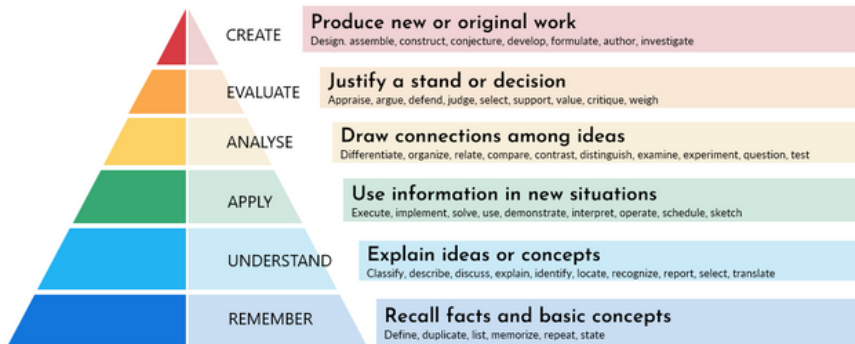 CREATE
Produce new or original work
Design. assemble, construct, conjecture, develop, formulate, author, investigate
EVALUATE
Justify a stand or decision
Appraise, argue, defend, judge, select, support, value, critique, weigh
ANALYSE
Draw connections among ideas
Differentiate, organize, relate, compare, contrast, distinguish, examine, experiment, question, test
APPLY
Use information in new situations
Execute, implement, solve, use, demonstrate, interpret, operate, schedule, sketch
UNDERSTAND
Explain ideas or concepts
Classify, describe, discuss, explain, identify, locate, recognize, report, select, translate
REMEMBER
Recall facts and basic concepts
Define, duplicate, list, memorize, repeat, state